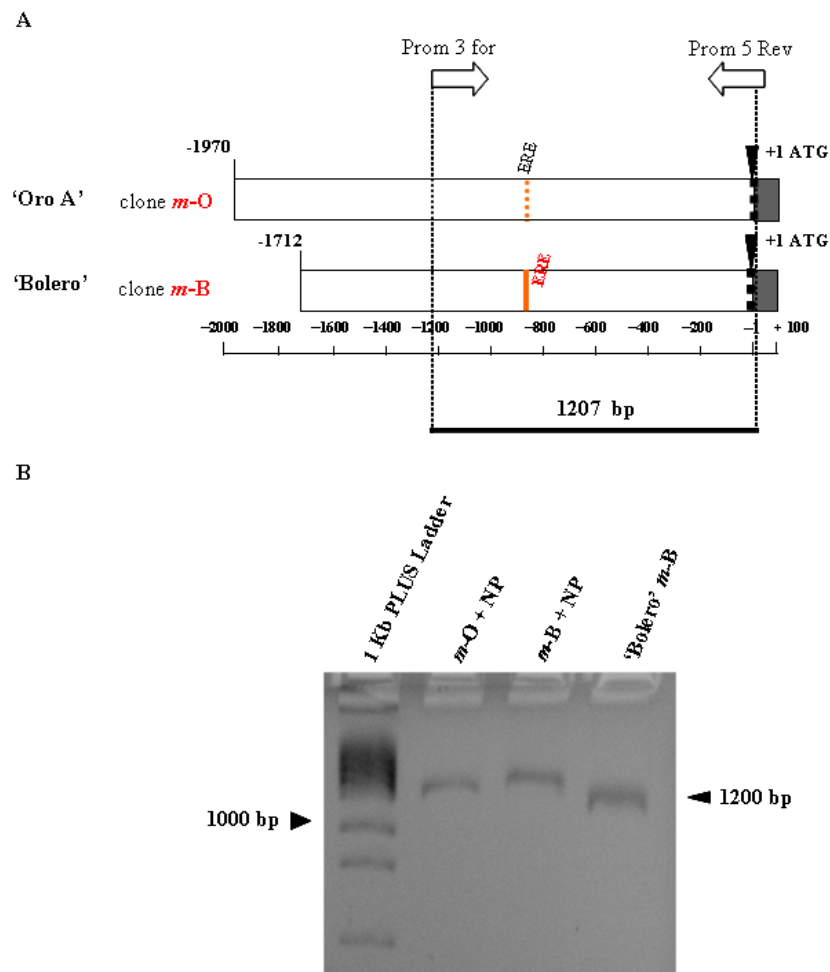 A
Prom 3 for
Prom 5 Rev
-1970
ERE
+1 ATG
‘Oro A’ clone m-O
-1712
ERE
+1 ATG
‘Bolero’ clone m-B
−2000 −1800 −1600 −1400 −1200 −1000 −800 −600 −400 −200 −1 + 100
1207 bp
B
1 Kb PLUS Ladder
m-O + NP
m-B + NP
‘Bolero’ m-B
1000 bp
1200 bp